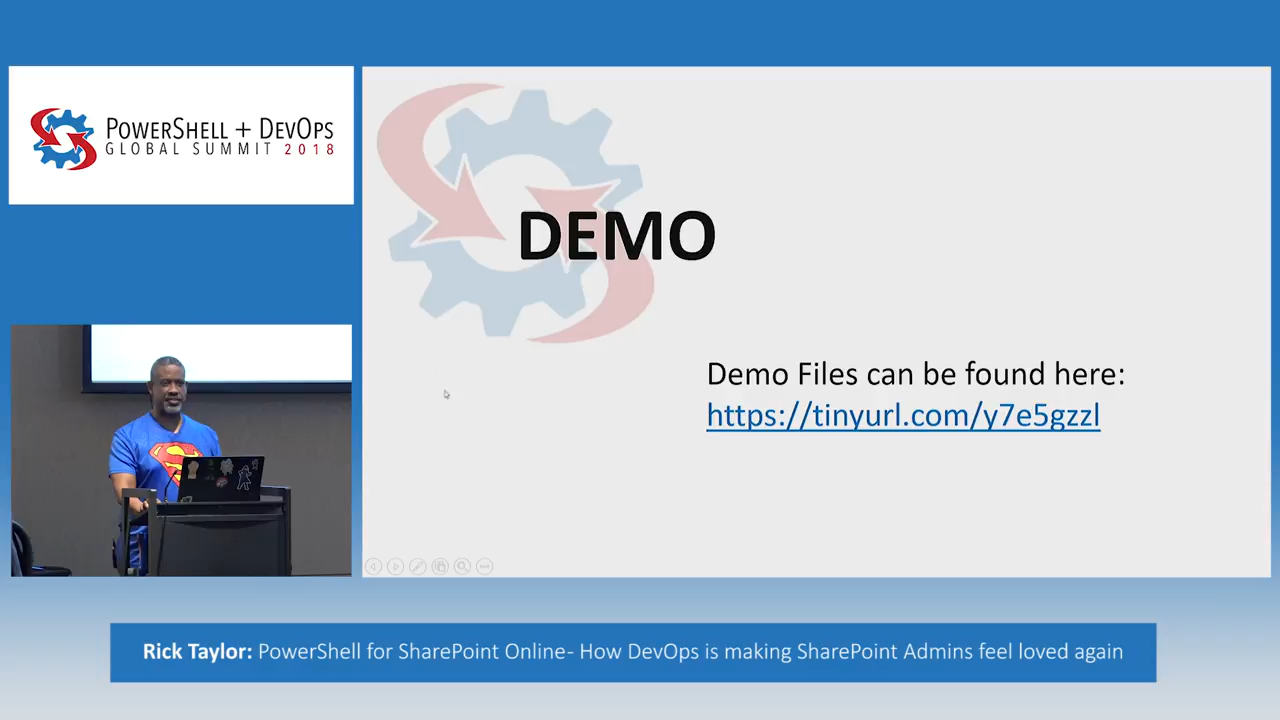 POWERSHELL + DEVOPS
GLOBAL SUMMIT 2018
DEMO
Demo Files can be found here:
https://tinyurl.com/y7e5gzzl
Rick Taylor: PowerShell for SharePoint Online- How DevOps is making SharePoint Admins feel loved again